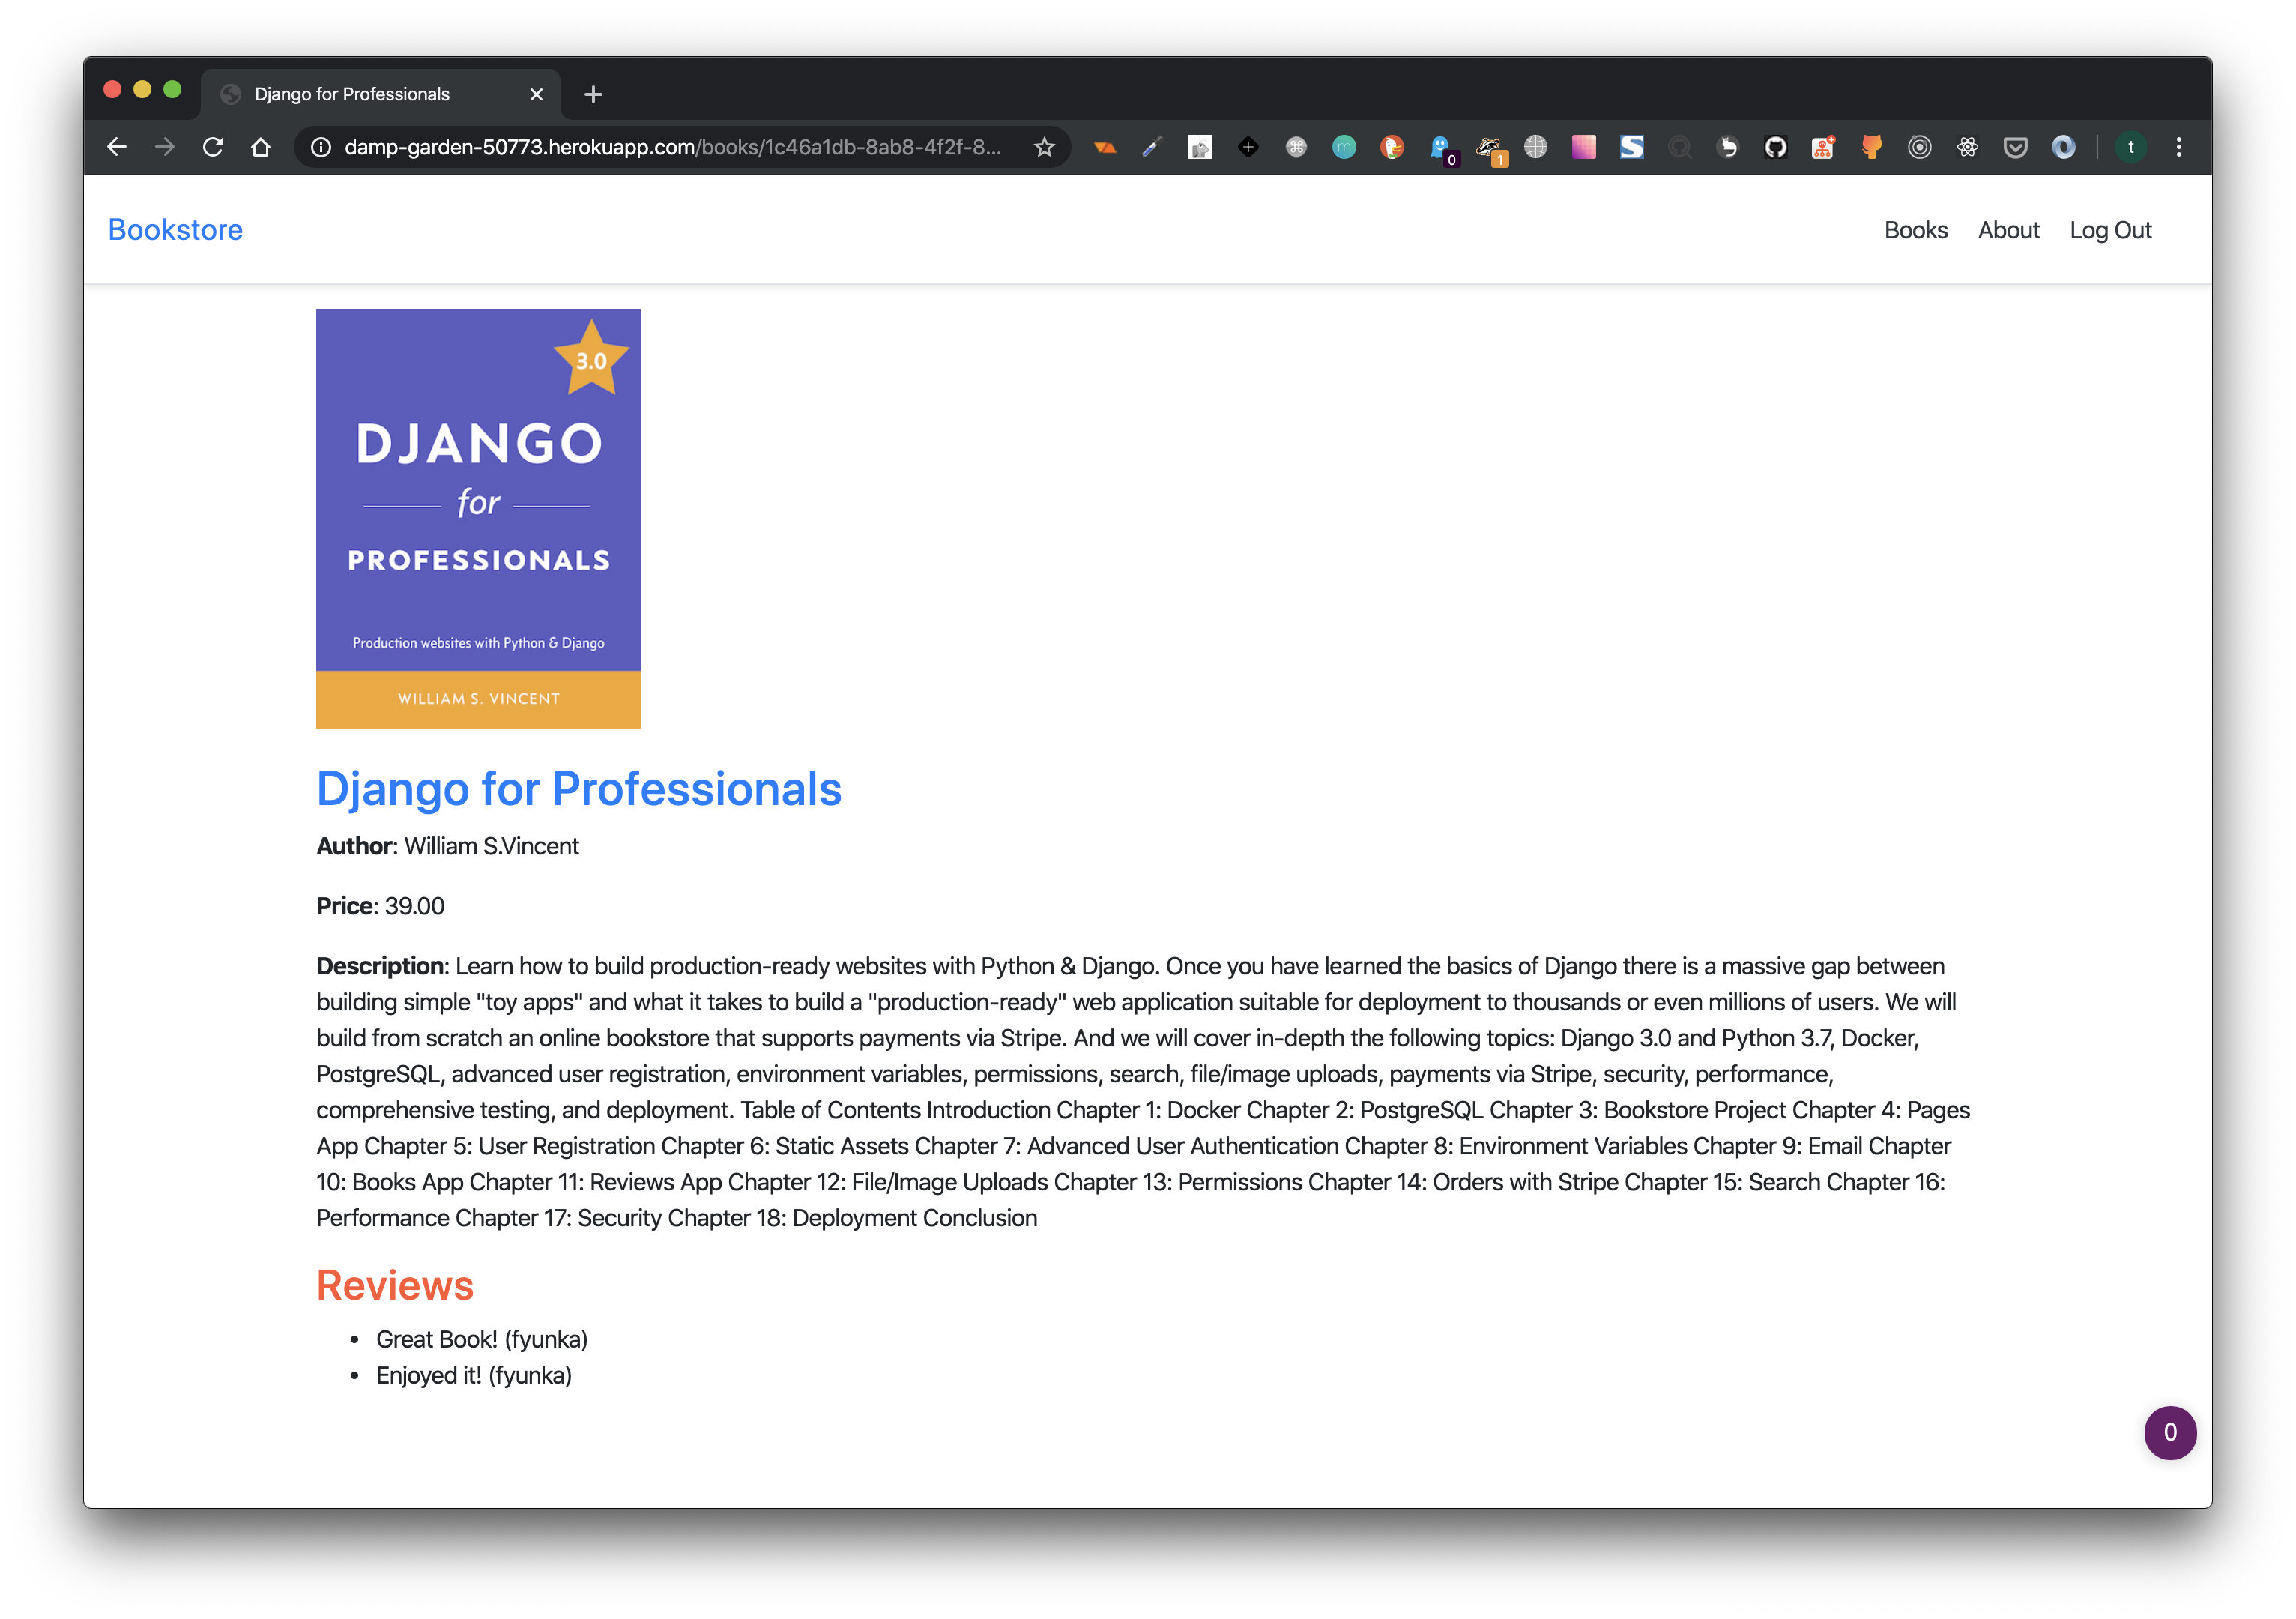 Django for Professionals
damp-garden-50773.herokuapp.com/books/1c46a1db-8ab8-4f2f-8...
0
1
t
Bookstore
Books
About
Log Out
3.0
DJANGO
for
PROFESSIONALS
Production websites with Python & Django
WILLIAM S. VINCENT
Django for Professionals
Author: William S.Vincent
Price: 39.00
Description: Learn how to build production-ready websites with Python & Django. Once you have learned the basics of Django there is a massive gap between
building simple "toy apps" and what it takes to build a "production-ready" web application suitable for deployment to thousands or even millions of users. We will
build from scratch an online bookstore that supports payments via Stripe. And we will cover in-depth the following topics: Django 3.0 and Python 3.7, Docker,
PostgreSQL, advanced user registration, environment variables, permissions, search, file/image uploads, payments via Stripe, security, performance,
comprehensive testing, and deployment. Table of Contents Introduction Chapter 1: Docker Chapter 2: PostgreSQL Chapter 3: Bookstore Project Chapter 4: Pages
App Chapter 5: User Registration Chapter 6: Static Assets Chapter 7: Advanced User Authentication Chapter 8: Environment Variables Chapter 9: Email Chapter
10: Books App Chapter 11: Reviews App Chapter 12: File/Image Uploads Chapter 13: Permissions Chapter 14: Orders with Stripe Chapter 15: Search Chapter 16:
Performance Chapter 17: Security Chapter 18: Deployment Conclusion
Reviews
• Great Book! (fyunka)
• Enjoyed it! (fyunka)
0